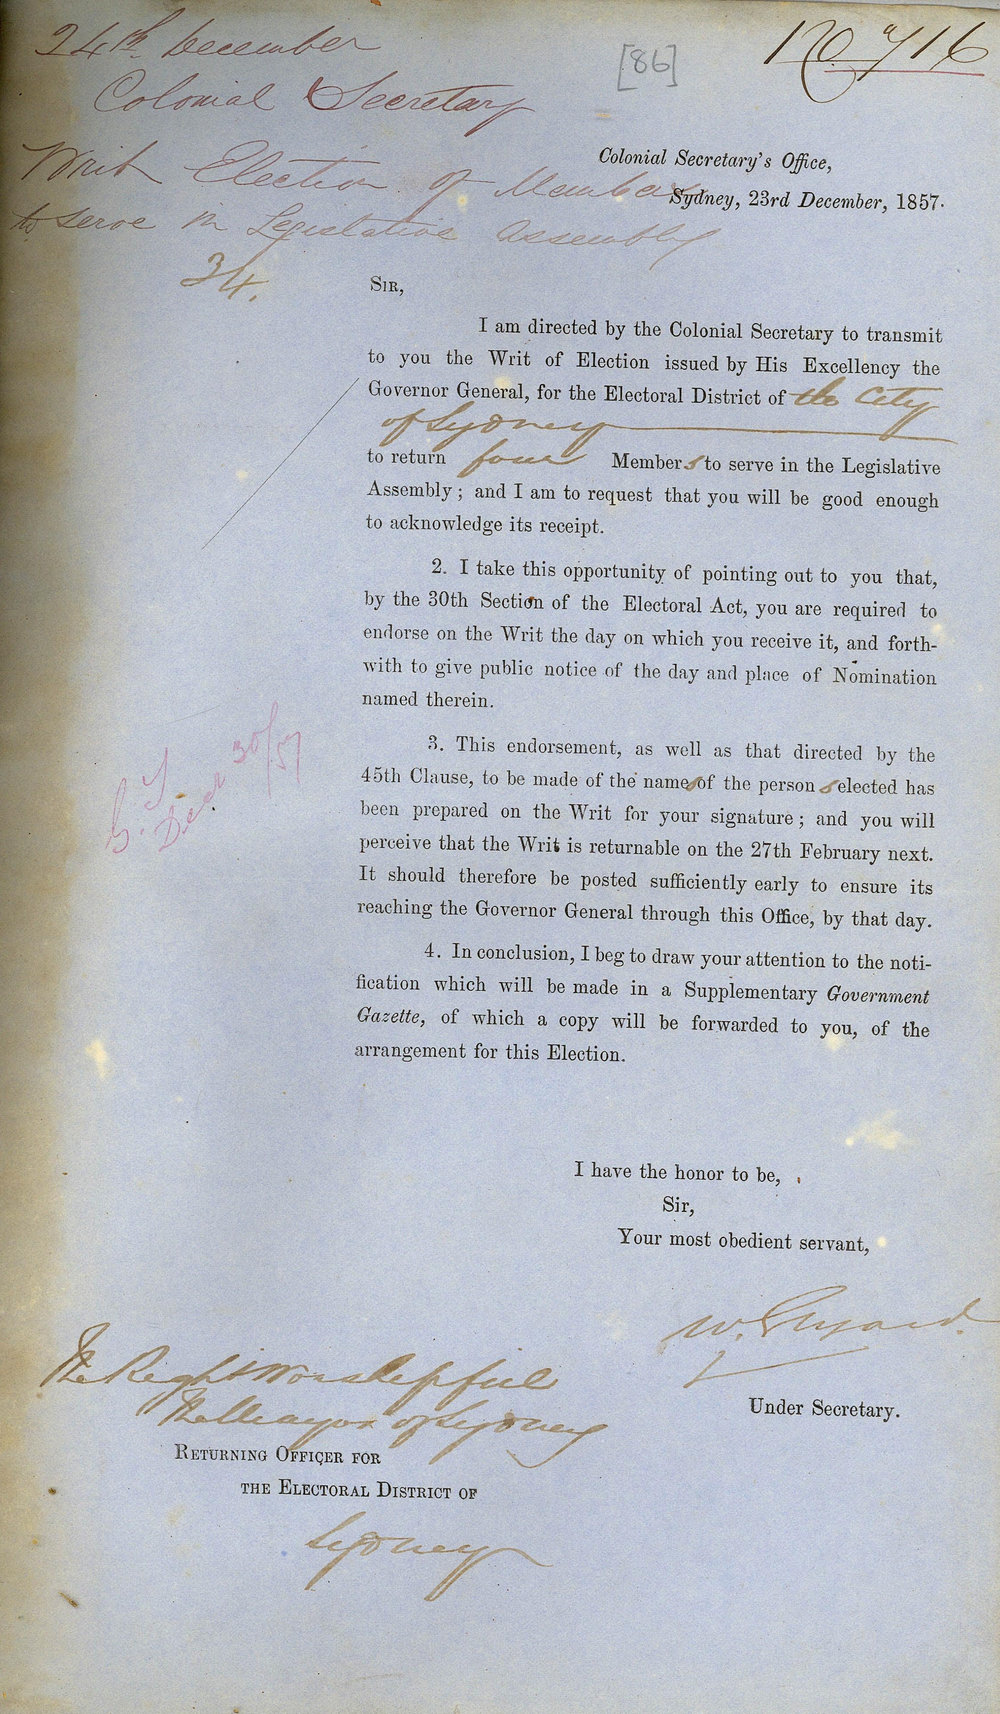 24th December
[86]
Colonial Secretary
Writ Election of Members
to serve in Legislative Assembly
34.
Colonial Secretary's Office,
Sydney, 23rd December, 1857.
SIR,
I am directed by the Colonial Secretary to transmit
to you the Writ of Election issued by His Excellency the
Governor General, for the Electoral District of the City
of Sydney
to return four Members to serve in the Legislative
Assembly; and I am to request that you will be good enough
to acknowledge its receipt.
2. I take this opportunity of pointing out to you that,
by the 30th Section of the Electoral Act, you are required to
endorse on the Writ the day on which you receive it, and forth-
with to give public notice of the day and place of Nomination
named therein.
3. This endorsement, as well as that directed by the
45th Clause, to be made of the names of the persons elected has
been prepared on the Writ for your signature; and you will
perceive that the Writ is returnable on the 27th February next.
It should therefore be posted sufficiently early to ensure its
reaching the Governor General through this Office, by that day.
4. In conclusion, I beg to draw your attention to the noti-
fication which will be made in a Supplementary Government
Gazette, of which a copy will be forwarded to you, of the
arrangement for this Election.
Decr 30/57
I have the honor to be,
Sir,
Your most obedient servant,
W. Elyard.
Under Secretary.
The Right Worshipful
The Mayor of Sydney
RETURNING OFFICER FOR
THE ELECTORAL DISTRICT OF
Sydney